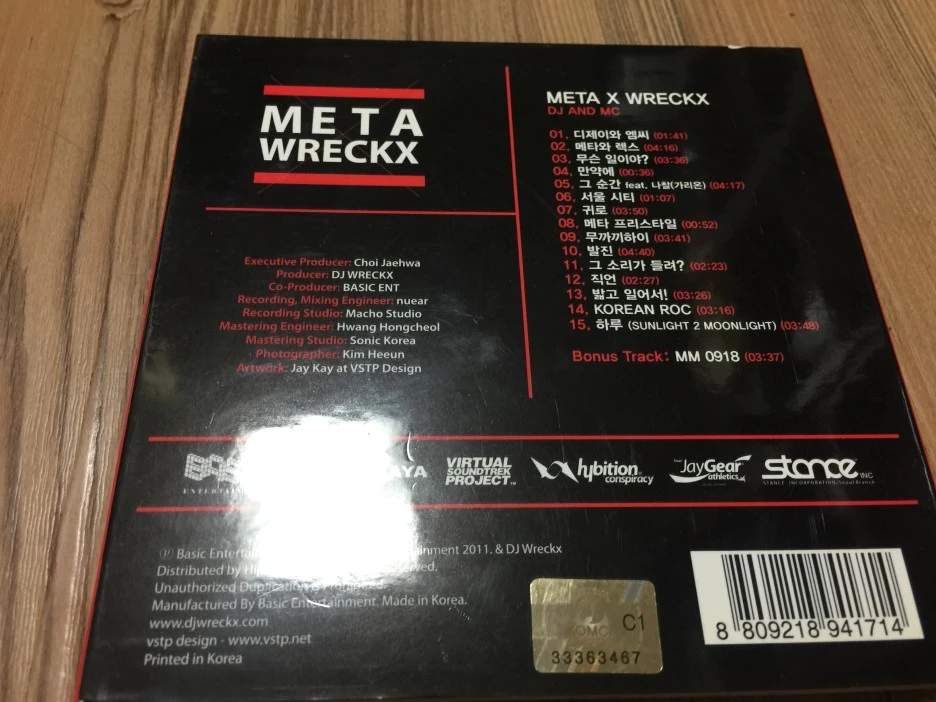 META
WRECKX
Executive Producer: Choi Jaehwa
Producer: DJ WRECKX
Co-Producer: BASIC ENT
Recording, Mixing Engineer: nuear
Recording Studio: Macho Studio
Mastering Engineer: Hwang Hongcheol
Mastering Studio: Sonic Korea
Photographer: Kim Heeun
Artwork: Jay Kay at VSTP Design
META X WRECKX
DJ AND MC
01, 디제이와 엠씨 (01:41)
02, 메타와 렉스 (04:16)
03, 무슨 일이야? (03:36)
04, 만약에 (00:36)
05, 그 순간 feat. 나찰(가리온) (04:17)
06, 서울 시티 (01:07)
07, 귀로 (03:50)
08, 메타 프리스타일 (00:52)
09, 무까끼하이 (03:41)
10, 발진 (04:40)
11, 그 소리가 들려? (02:23)
12, 직언 (02:27)
13, 밟고 일어서! (03:26)
14, KOREAN ROC (03:16)
15, 하루 (SUNLIGHT 2 MOONLIGHT) (03:48)
Bonus Track: MM 0918 (03:37)
VIRTUAL
SOUNDTREK
PROJECT
hybition
conspiracy
JayGear
athletics
stance INC
STANCE INCORPORATION/Seoul Branch
Ⓟ Basic 2011. & DJ Wreckx
Distributed by
Unauthorized Duplication is Prohibited.
Manufactured By Basic Entertainment. Made in Korea.
www.djwreckx.com
vstp design - www.vstp.net
Printed in Korea
OMC C1
33363467
8 809218 941714